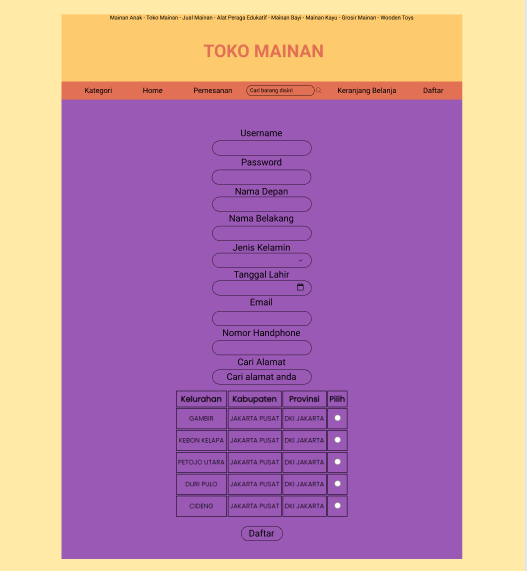 Mainan Anak - Toko Mainan - Jual Mainan - Alat Peraga Edukatif - Mainan Bayi - Mainan Kayu - Grosir Mainan - Wooden Toys
TOKO MAINAN
Kategori Home Pemesanan Cari barang disini Keranjang Belanja Daftar
Username
Password
Nama Depan
Nama Belakang
Jenis Kelamin
Tanggal Lahir
Email
Nomor Handphone
Cari Alamat
Cari alamat anda
Kelurahan Kabupaten Provinsi Pilih
GAMBIR JAKARTA PUSAT DKI JAKARTA
KEBON KELAPA JAKARTA PUSAT DKI JAKARTA
PETOJO UTARA JAKARTA PUSAT DKI JAKARTA
DURI PULO JAKARTA PUSAT DKI JAKARTA
CIDENG JAKARTA PUSAT DKI JAKARTA
Daftar